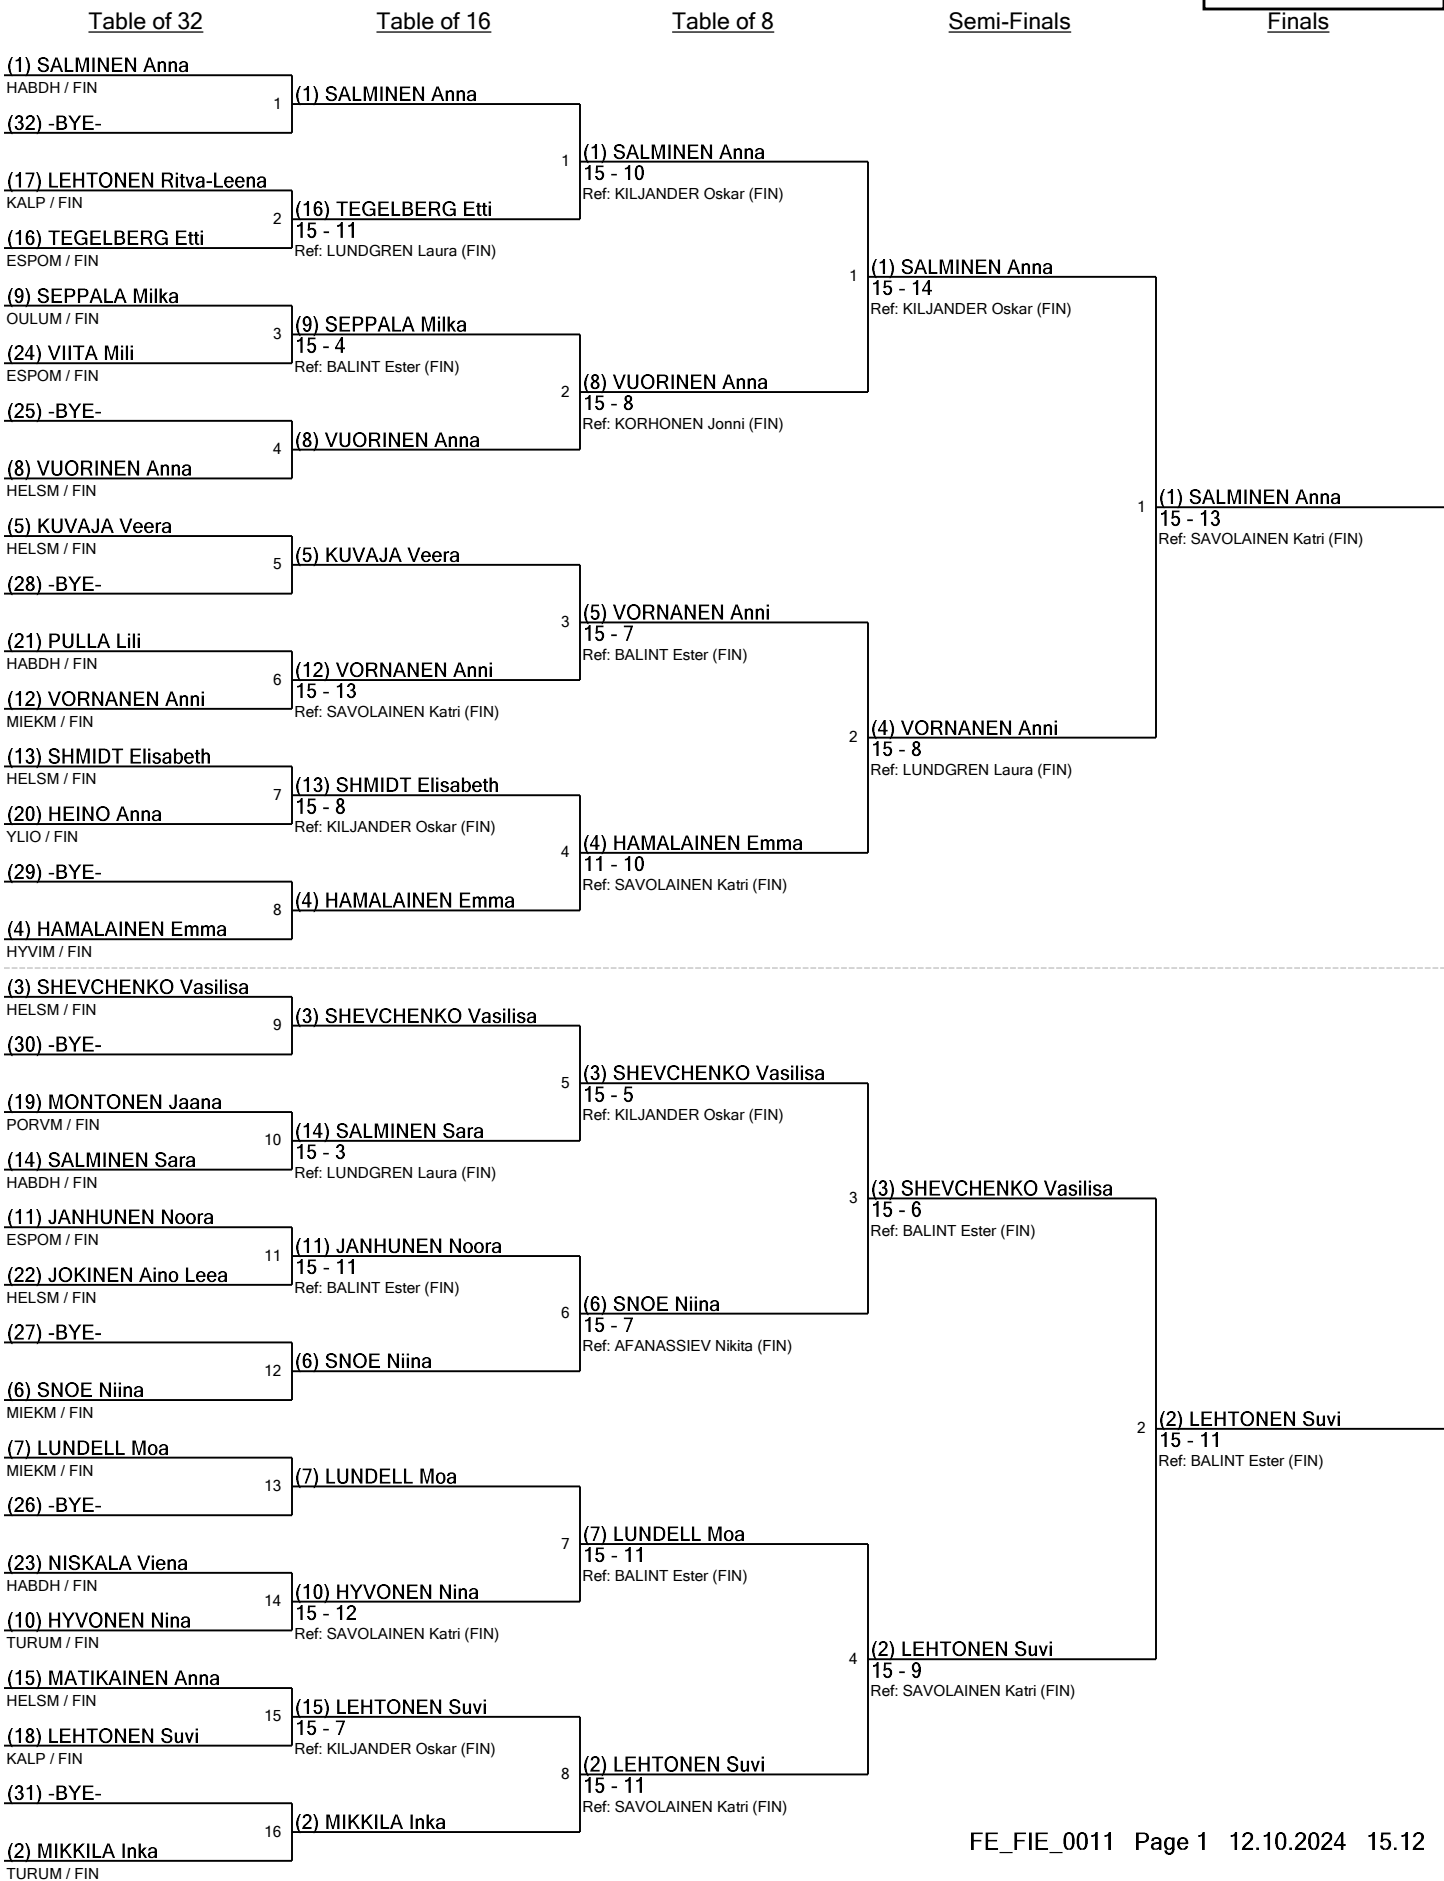 Table of 32
Table of 16
Table of 8
Semi-Finals
Finals
(1) SALMINEN Anna
HABDH / FIN
1
(32) -BYE-
(17) LEHTONEN Ritva-Leena
KALP / FIN
2
(16) TEGELBERG Etti
ESPOM / FIN
(9) SEPPALA Milka
OULUM / FIN
3
(24) VIITA Mili
ESPOM / FIN
(25) -BYE-
4
(8) VUORINEN Anna
HELSM / FIN
(5) KUVAJA Veera
HELSM / FIN
5
(28) -BYE-
(21) PULLA Lili
HABDH / FIN
6
(12) VORNANEN Anni
MIEKM / FIN
(13) SHMIDT Elisabeth
HELSM / FIN
7
(20) HEINO Anna
YLIO / FIN
(29) -BYE-
8
(4) HAMALAINEN Emma
HYVIM / FIN
(3) SHEVCHENKO Vasilisa
HELSM / FIN
9
(30) -BYE-
(19) MONTONEN Jaana
PORVM / FIN
10
(14) SALMINEN Sara
HABDH / FIN
(11) JANHUNEN Noora
ESPOM / FIN
11
(22) JOKINEN Aino Leea
HELSM / FIN
(27) -BYE-
12
(6) SNOE Niina
MIEKM / FIN
(7) LUNDELL Moa
MIEKM / FIN
13
(26) -BYE-
(23) NISKALA Viena
HABDH / FIN
14
(10) HYVONEN Nina
TURUM / FIN
(15) MATIKAINEN Anna
HELSM / FIN
15
(18) LEHTONEN Suvi
KALP / FIN
(31) -BYE-
16
(2) MIKKILA Inka
TURUM / FIN
(1) SALMINEN Anna
1
(16) TEGELBERG Etti
15 - 11
Ref: LUNDGREN Laura (FIN)
(9) SEPPALA Milka
15 - 4
Ref: BALINT Ester (FIN)
2
(8) VUORINEN Anna
(5) KUVAJA Veera
3
(12) VORNANEN Anni
15 - 13
Ref: SAVOLAINEN Katri (FIN)
(13) SHMIDT Elisabeth
15 - 8
Ref: KILJANDER Oskar (FIN)
4
(4) HAMALAINEN Emma
(3) SHEVCHENKO Vasilisa
5
(14) SALMINEN Sara
15 - 3
Ref: LUNDGREN Laura (FIN)
(11) JANHUNEN Noora
15 - 11
Ref: BALINT Ester (FIN)
6
(6) SNOE Niina
(7) LUNDELL Moa
7
(10) HYVONEN Nina
15 - 12
Ref: SAVOLAINEN Katri (FIN)
(15) LEHTONEN Suvi
15 - 7
Ref: KILJANDER Oskar (FIN)
8
(2) MIKKILA Inka
(1) SALMINEN Anna
15 - 10
Ref: KILJANDER Oskar (FIN)
1
(8) VUORINEN Anna
15 - 8
Ref: KORHONEN Jonni (FIN)
(5) VORNANEN Anni
15 - 7
Ref: BALINT Ester (FIN)
2
(4) HAMALAINEN Emma
11 - 10
Ref: SAVOLAINEN Katri (FIN)
(3) SHEVCHENKO Vasilisa
15 - 5
Ref: KILJANDER Oskar (FIN)
3
(6) SNOE Niina
15 - 7
Ref: AFANASSIEV Nikita (FIN)
(7) LUNDELL Moa
15 - 11
Ref: BALINT Ester (FIN)
4
(2) LEHTONEN Suvi
15 - 11
Ref: SAVOLAINEN Katri (FIN)
(1) SALMINEN Anna
15 - 14
Ref: KILJANDER Oskar (FIN)
1
(4) VORNANEN Anni
15 - 8
Ref: LUNDGREN Laura (FIN)
(3) SHEVCHENKO Vasilisa
15 - 6
Ref: BALINT Ester (FIN)
2
(2) LEHTONEN Suvi
15 - 9
Ref: SAVOLAINEN Katri (FIN)
(1) SALMINEN Anna
15 - 13
Ref: SAVOLAINEN Katri (FIN)
(2) LEHTONEN Suvi
15 - 11
Ref: BALINT Ester (FIN)
FE_FIE_0011 Page 1 12.10.2024 15.12